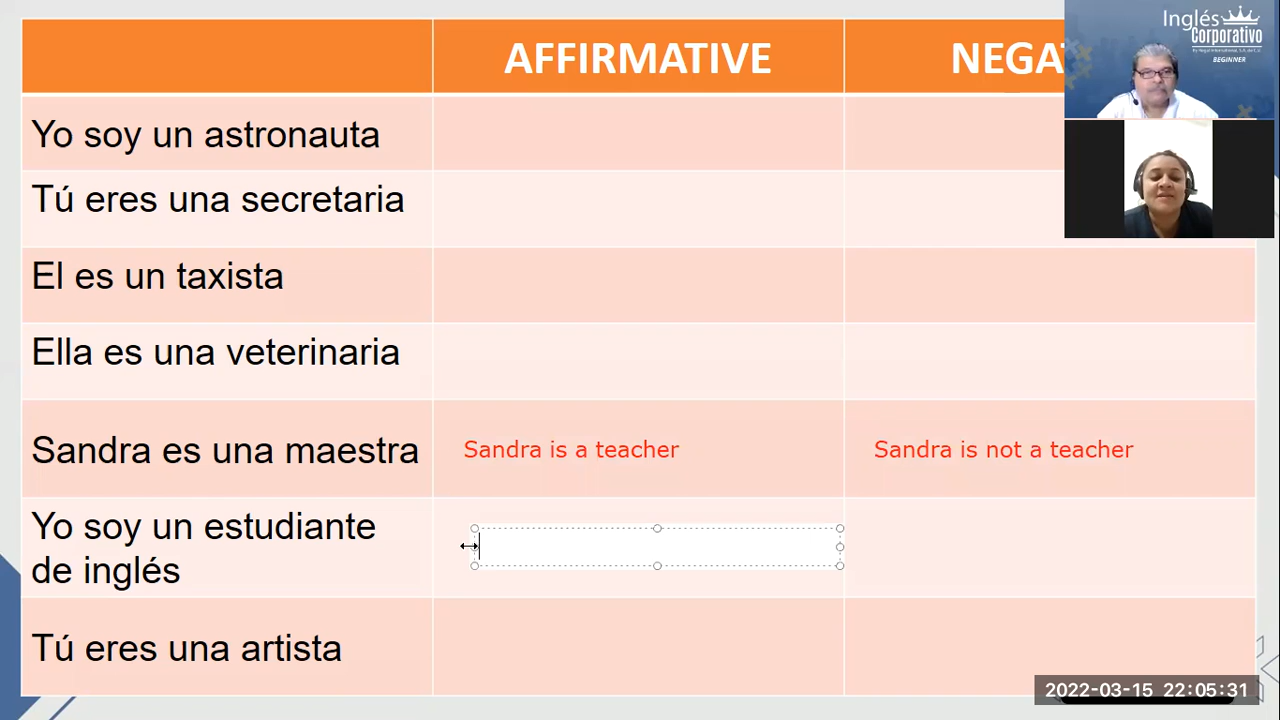 AFFIRMATIVE
NEGA
Inglés
Corporativo
BEGINNER
Yo soy un astronauta
Tú eres una secretaria
El es un taxista
Ella es una veterinaria
Sandra es una maestra
Sandra is a teacher
Sandra is not a teacher
Yo soy un estudiante
de inglés
Tú eres una artista
2022-03-15 22:05:31